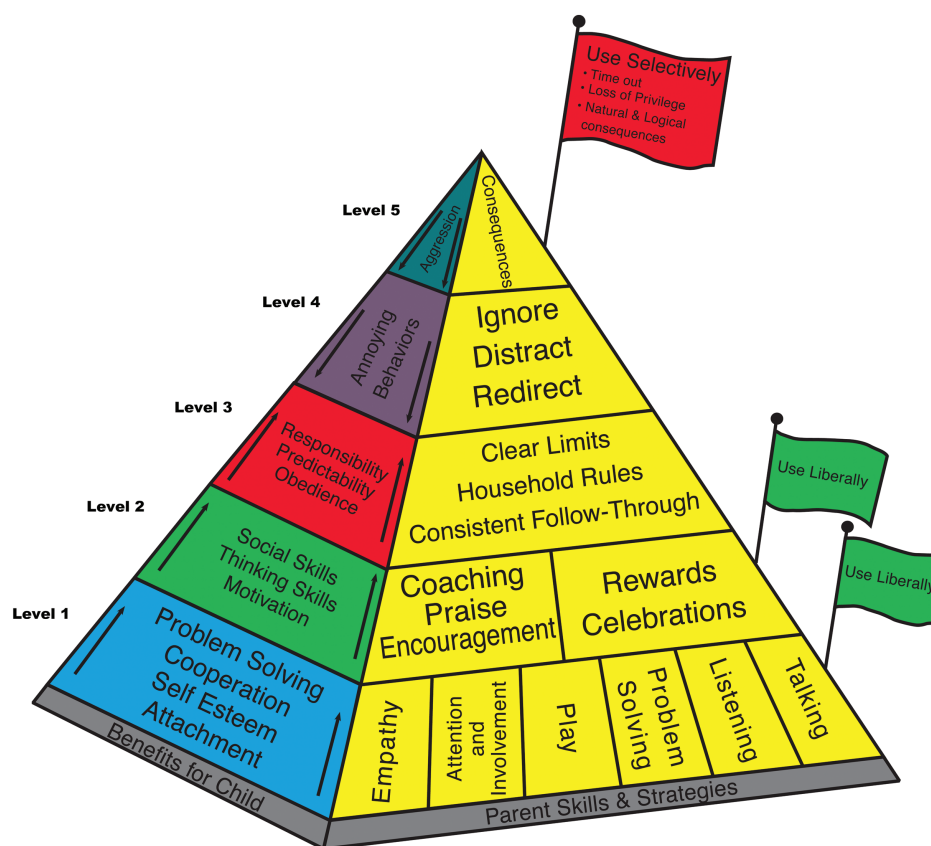 Use Selectively
• Time out
• Loss of Privilege
• Natural & Logical
consequences
Level 5
Aggression
Consequences
Level 4
Annoying
Behaviors
Ignore
Distract
Redirect
Level 3
Responsibility
Predictability
Obedience
Clear Limits
Household Rules
Consistent Follow-Through
Use Liberally
Level 2
Social Skills
Thinking Skills
Motivation
Coaching
Praise
Encouragement
Rewards
Celebrations
Use Liberally
Level 1
Problem Solving
Cooperation
Self Esteem
Attachment
Empathy
Attention
and
Involvement
Play
Problem
Solving
Listening
Talking
Benefits for Child
Parent Skills & Strategies